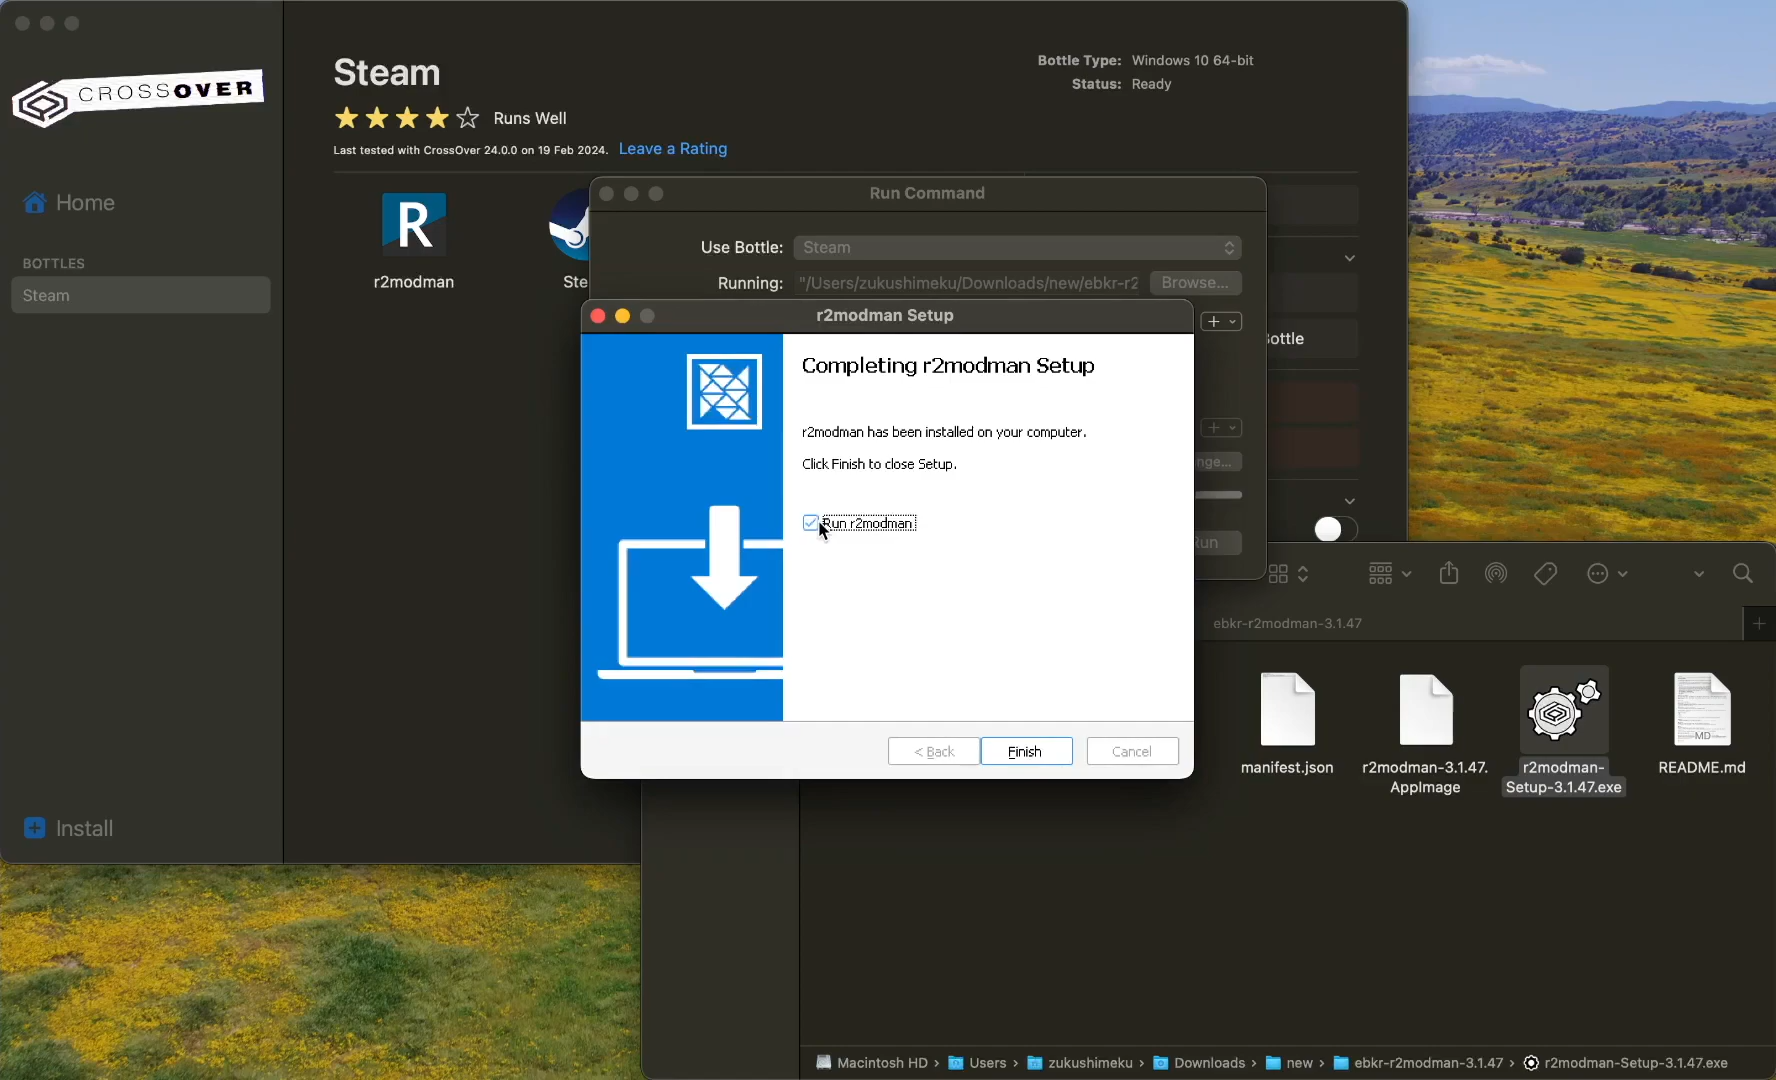 CROSSOVER
Home
BOTTLES
Steam
Install
Steam
Runs Well
Last tested with CrossOver 24.0.0 on 19 Feb 2024. Leave a Rating
Bottle Type: Windows 10 64-bit
Status: Ready
R
r2modman
Ste
Run Command
Use Bottle: Steam
Running: "/Users/zukushimeku/Downloads/new/ebkr-r2 Browse...
ottle
nge...
Run
r2modman Setup
Completing r2modman Setup
r2modman has been installed on your computer.
Click Finish to close Setup.
Run r2modman
< Back
Finish
Cancel
ebkr-r2modman-3.1.47
manifest.json
r2modman-3.1.47.
AppImage
r2modman-
Setup-3.1.47.exe
MD
README.md
Macintosh HD › Users › zukushimeku › Downloads › new › ebkr-r2modman-3.1.47 › r2modman-Setup-3.1.47.exe